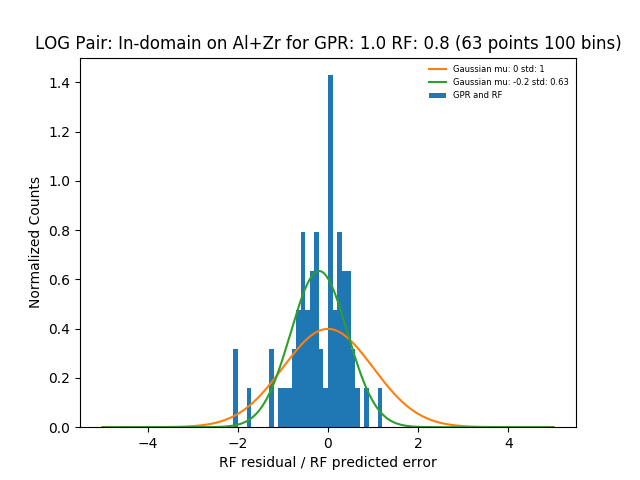 LOG Pair: In-domain on Al+Zr for GPR: 1.0 RF: 0.8 (63 points 100 bins)
Gaussian mu: 0 std: 1
Gaussian mu: -0.2 std: 0.63
GPR and RF
Normalized Counts
1.4
1.2
1.0
0.8
0.6
0.4
0.2
0.0
−4 −2 0 2 4
RF residual / RF predicted error